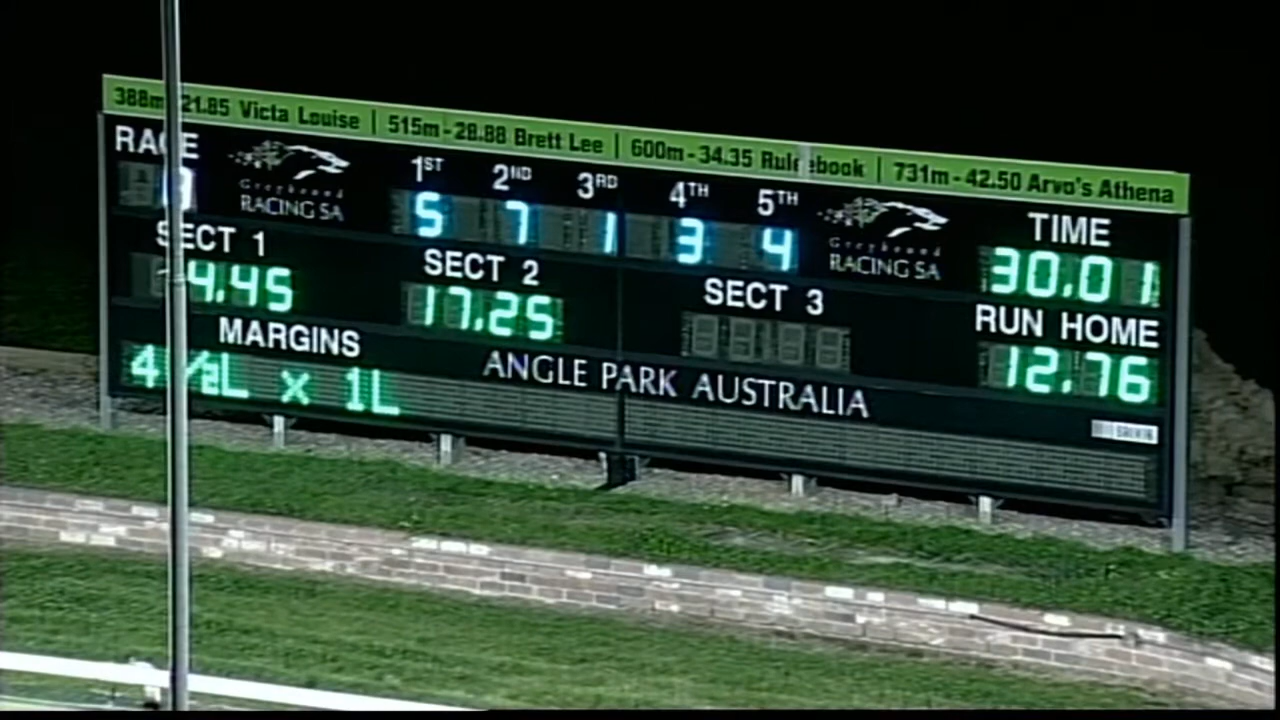 388m - 21.85 Victa Louise | 515m - 28.88 Brett Lee | 600m - 34.35 Rulebook | 731m - 42.50 Arvo's Athena
RACE
Greyhound
RACING SA
1ST 2ND 3RD 4TH 5TH
5 7 1 3 4
Greyhound
RACING SA
TIME
30.01
SECT 1
4.45
SECT 2
17.25
SECT 3
RUN HOME
12.76
MARGINS
4 1/2L x 1L
ANGLE PARK AUSTRALIA